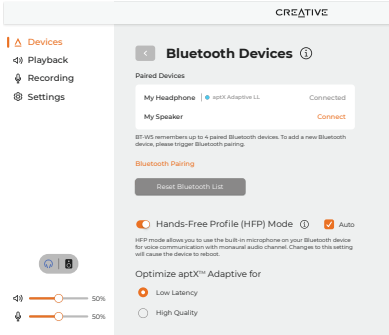 CREATIVE
Devices
Playback
Recording
Settings
50%
50%
Bluetooth Devices
Paired Devices
My Headphone | aptX Adaptive LL Connected
My Speaker Connect
BT-W5 remembers up to 4 paired Bluetooth devices. To add a new Bluetooth
device, please trigger Bluetooth pairing.
Bluetooth Pairing
Reset Bluetooth List
Hands-Free Profile (HFP) Mode Auto
HFP mode allows you to use the built-in microphone on your Bluetooth device
for voice communication with monaural audio channel. Changes to this setting
will cause the device to reboot.
Optimize aptX™ Adaptive for
Low Latency
High Quality